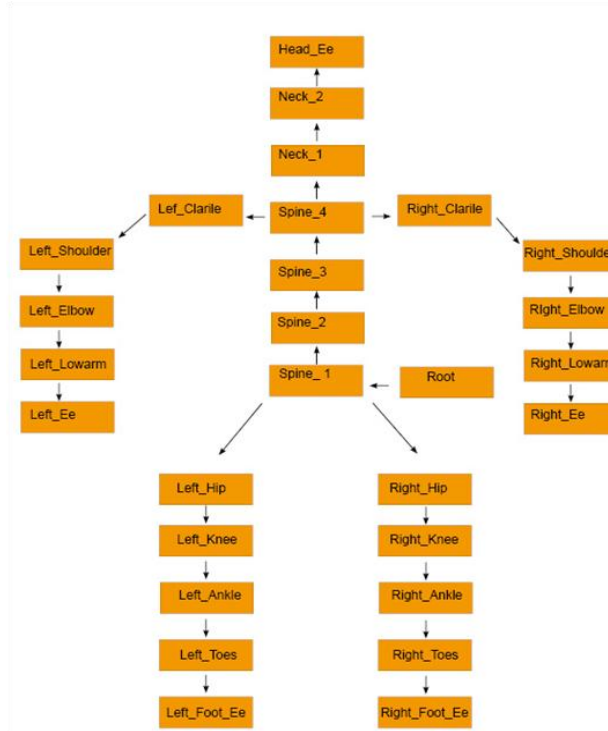 Head_Ee
Neck_2
Neck_1
Lef_Clarile
Spine_4
Right_Clarile
Left_Shoulder
Spine_3
Right_Shoulder
Left_Elbow
Spine_2
RIght_Elbow
Left_Lowarm
Right_Lowarm
Spine_ 1
Root
Left_Ee
Right_Ee
Left_Hip
Right_Hip
Left_Knee
Right_Knee
Left_Ankle
Right_Ankle
Left_Toes
Right_Toes
Left_Foot_Ee
Right_Foot_Ee